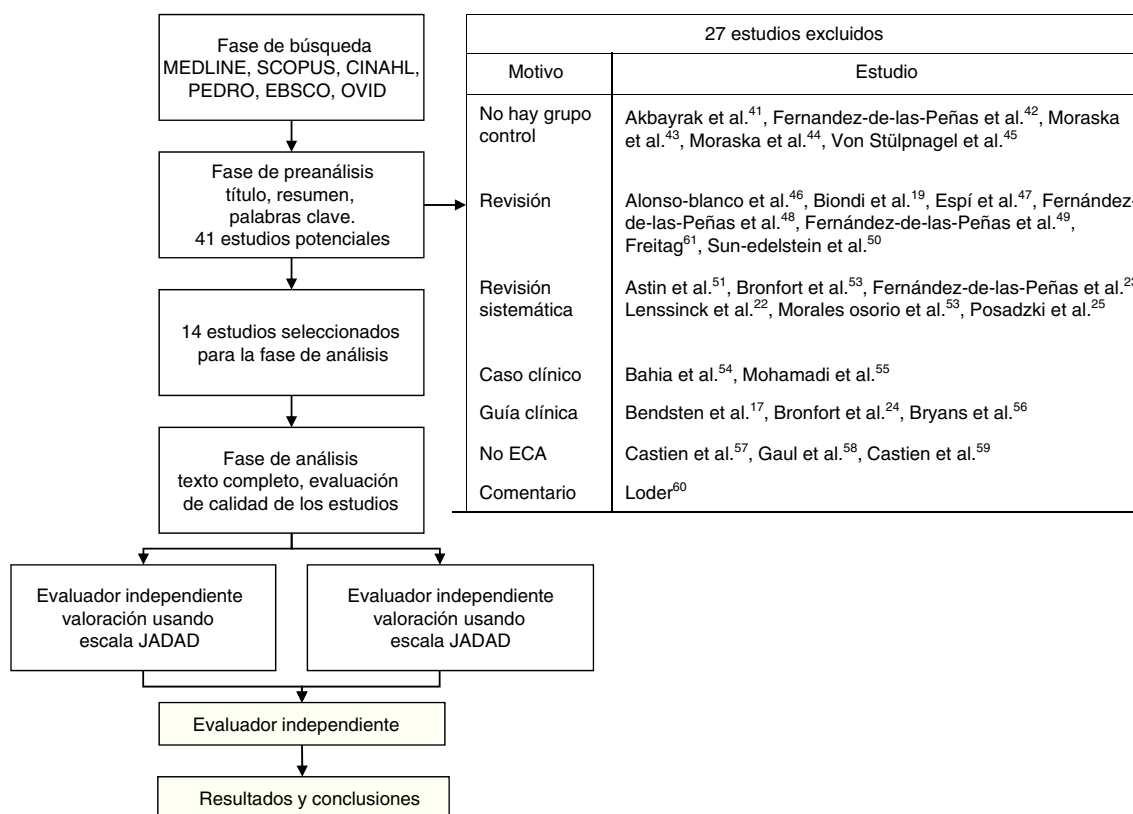 Fase de búsqueda
MEDLINE, SCOPUS, CINAHL,
PEDRO, EBSCO, OVID
Fase de preanálisis
título, resumen,
palabras clave.
41 estudios potenciales
14 estudios seleccionados
para la fase de análisis
Fase de análisis
texto completo, evaluación
de calidad de los estudios
Evaluador independiente
valoración usando
escala JADAD
Evaluador independiente
valoración usando
escala JADAD
Evaluador independiente
Resultados y conclusiones
27 estudios excluidos
Motivo Estudio
No hay grupo control
Akbayrak et al.41, Fernandez-de-las-Peñas et al.42, Moraska
et al.43, Moraska et al.44, Von Stülpnagel et al.45
Revisión
Alonso-blanco et al.46, Biondi et al.19, Espí et al.47, Fernández-
de-las-Peñas et al.48, Fernández-de-las-Peñas et al.49,
Freitag61, Sun-edelstein et al.50
Revisión sistemática
Astin et al.51, Bronfort et al.53, Fernández-de-las-Peñas et al.23
Lenssinck et al.22, Morales osorio et al.53, Posadzki et al.25
Caso clínico Bahia et al.54, Mohamadi et al.55
Guía clínica Bendsten et al.17, Bronfort et al.24, Bryans et al.56
No ECA Castien et al.57, Gaul et al.58, Castien et al.59
Comentario Loder60